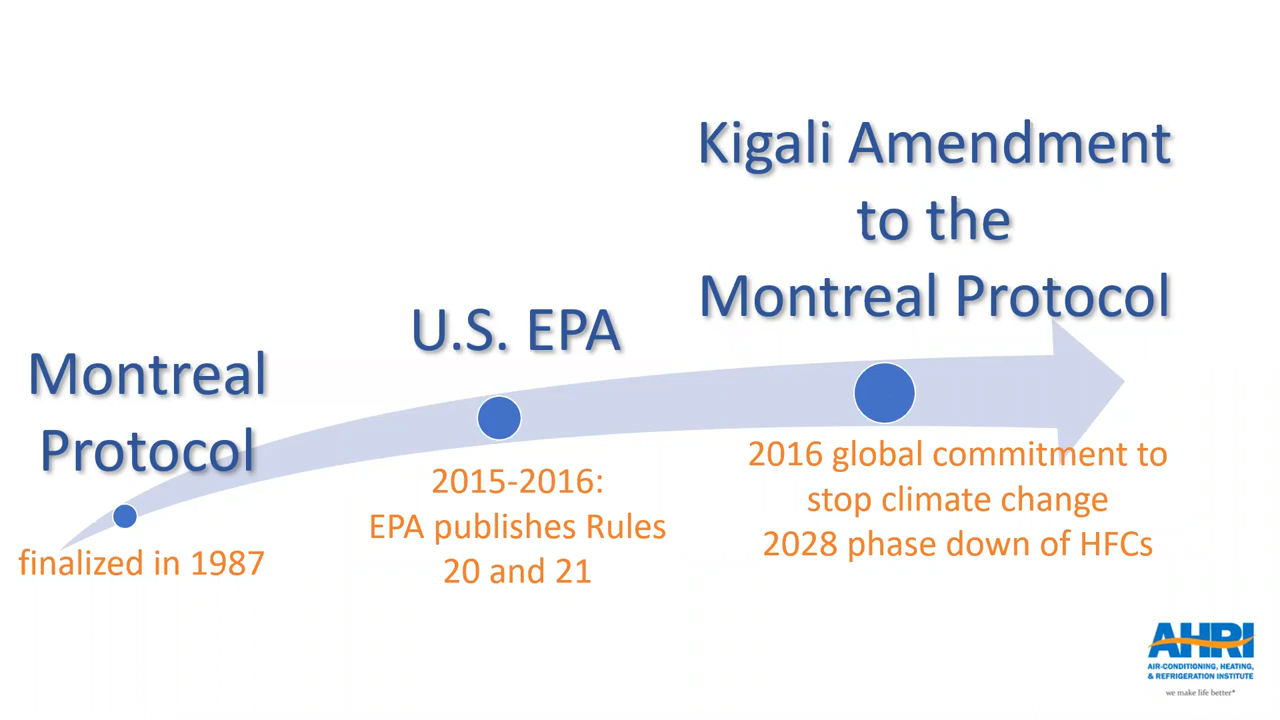 Montreal
Protocol
finalized in 1987
U.S. EPA
2015-2016:
EPA publishes Rules
20 and 21
Kigali Amendment
to the
Montreal Protocol
2016 global commitment to
stop climate change
2028 phase down of HFCs
AHRI
AIR-CONDITIONING, HEATING,
& REFRIGERATION INSTITUTE
we make life better*